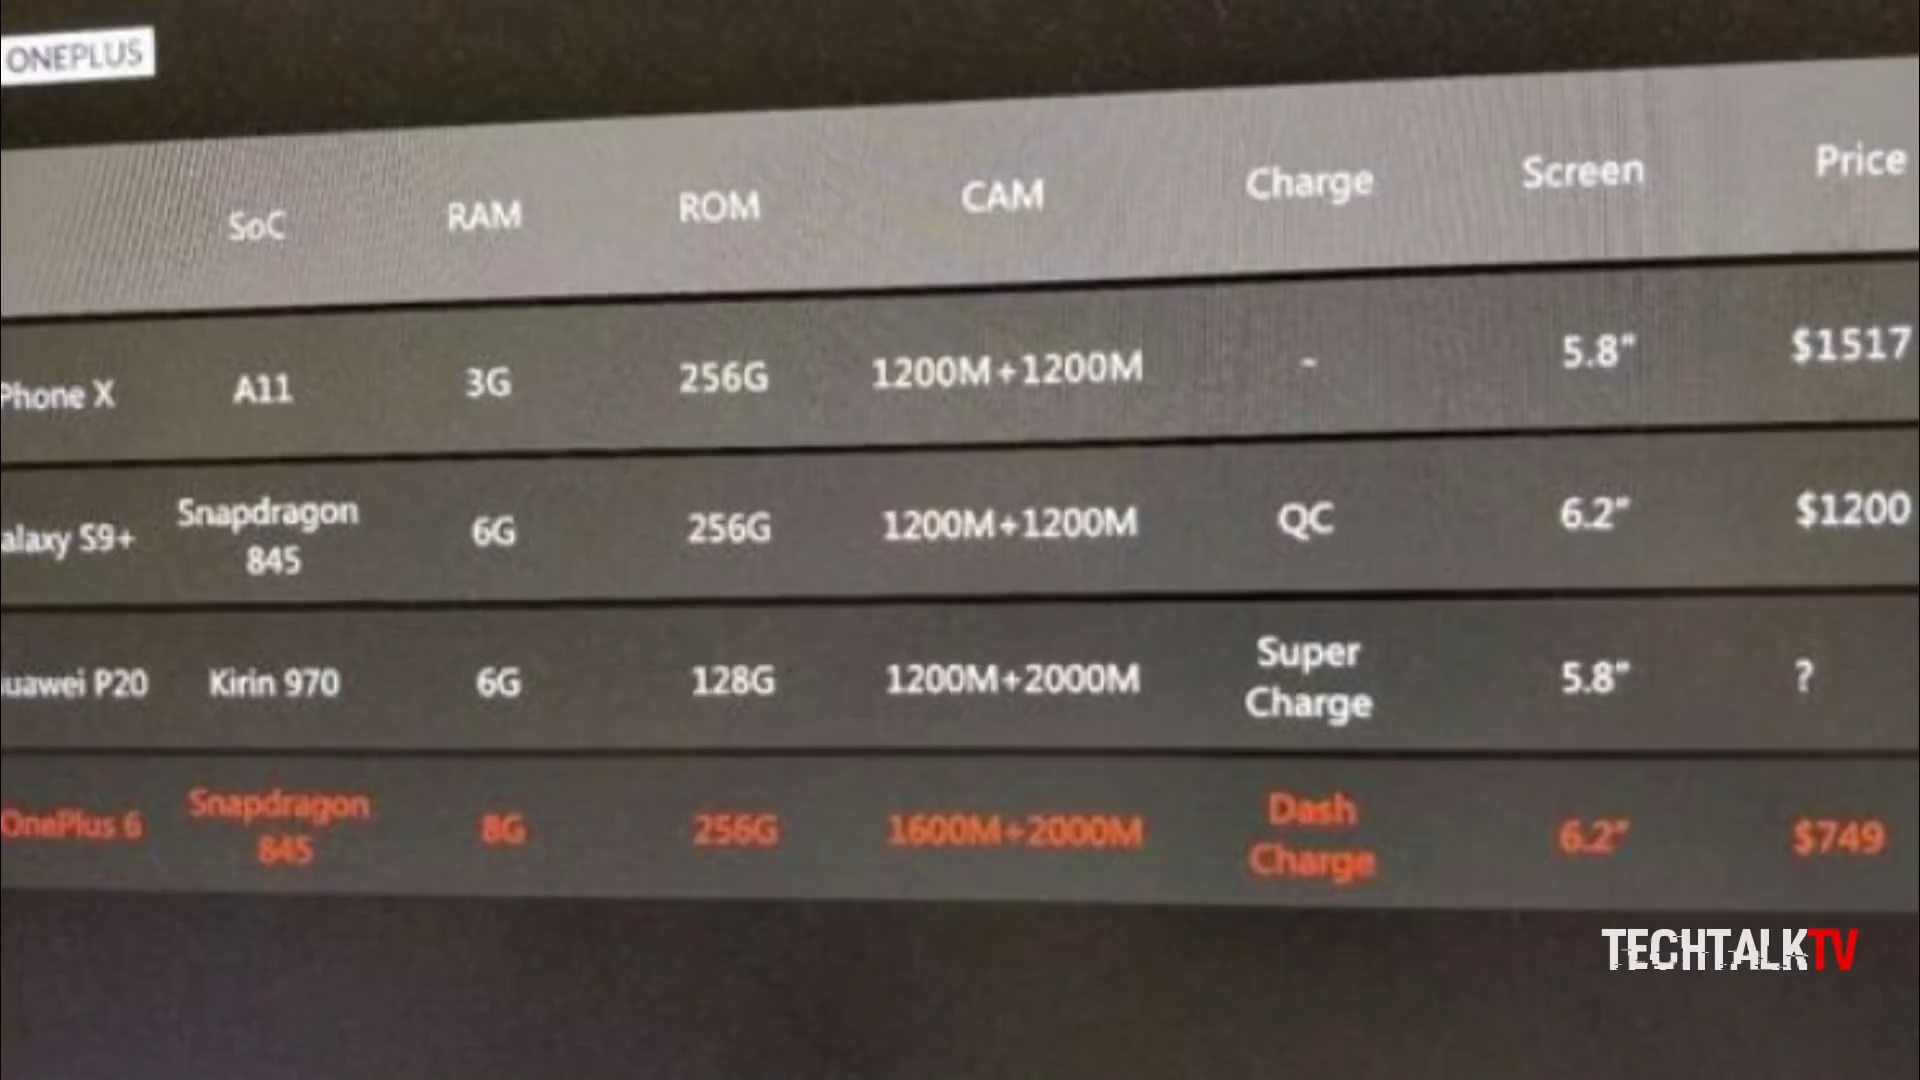 ONEPLUS
SoC RAM ROM CAM Charge Screen Price
Phone X A11 3G 256G 1200M+1200M - 5.8" $1517
alaxy S9+ Snapdragon 845 6G 256G 1200M+1200M QC 6.2" $1200
uawei P20 Kirin 970 6G 128G 1200M+2000M Super Charge 5.8" ?
OnePlus 6 Snapdragon 845 8G 256G 1600M+2000M Dash Charge 6.2" $749
TECHTALKTV